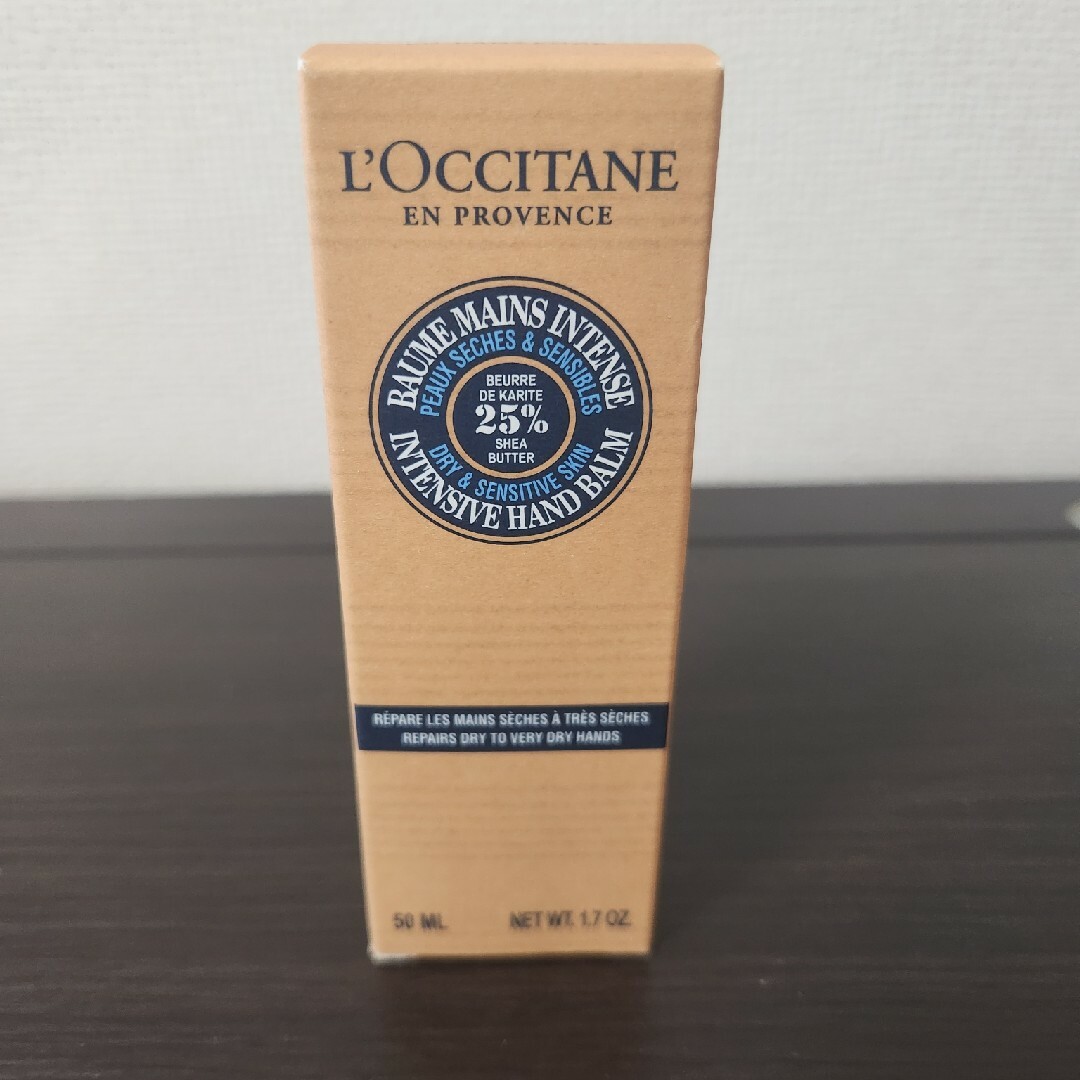 L'OCCITANE
EN PROVENCE
BAUME MAINS INTENSE
PEAUX SECHES & SENSIBLES
BEURRE
DE KARITE
25%
SHEA
BUTTER
DRY & SENSITIVE SKIN
INTENSIVE HAND BALM
RÉPARE LES MAINS SÈCHES À TRÈS SÈCHES
REPAIRS DRY TO VERY DRY HANDS
50 ML NET WT. 1.7 OZ.